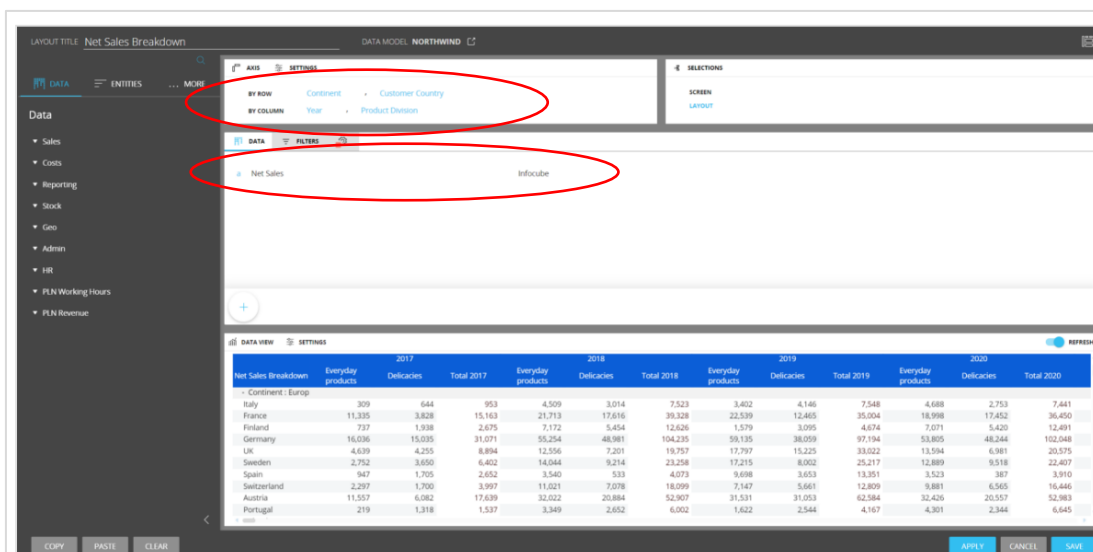 LAYOUT TITLE Net Sales Breakdown DATA MODEL NORTHWIND
DATA ENTITIES ... MORE
Data
Sales
Costs
Reporting
Stock
Geo
Admin
HR
PLN Working Hours
PLN Revenue
AXIS SETTINGS
BY ROW Continent Customer Country
BY COLUMN Year Product Division
SELECTIONS
SCREEN
LAYOUT
DATA FILTERS
Net Sales Infocube
+
DATA VIEW SETTINGS REFRESH
2017 2018 2019 2020
Net Sales Breakdown Everyday products Delicacies Total 2017 Everyday products Delicacies Total 2018 Everyday products Delicacies Total 2019 Everyday products Delicacies Total 2020
- Continent : Europ
Italy 309 644 953 4,509 3,014 7,523 3,402 4,146 7,548 4,688 2,753 7,441
France 11,335 3,828 15,163 21,713 17,616 39,328 22,539 12,465 35,004 18,998 17,452 36,450
Finland 737 1,938 2,675 7,172 5,454 12,626 1,579 3,095 4,674 7,071 5,420 12,491
Germany 16,036 15,035 31,071 55,254 48,981 104,235 59,135 38,059 97,194 53,805 48,244 102,048
UK 4,639 4,255 8,894 12,556 7,201 19,757 17,797 15,225 33,022 13,594 6,981 20,575
Sweden 2,752 3,650 6,402 14,044 9,214 23,258 17,215 8,002 25,217 12,889 9,518 22,407
Spain 947 1,705 2,652 3,540 533 4,073 9,698 3,653 13,351 3,523 387 3,910
Switzerland 2,297 1,700 3,997 11,021 7,078 18,099 7,147 5,661 12,809 9,881 6,565 16,446
Austria 11,557 6,082 17,639 32,022 20,884 52,907 31,531 31,053 62,584 32,426 20,557 52,983
Portugal 219 1,318 1,537 3,349 2,652 6,002 1,622 2,544 4,167 4,301 2,344 6,645
COPY PASTE CLEAR APPLY CANCEL SAVE